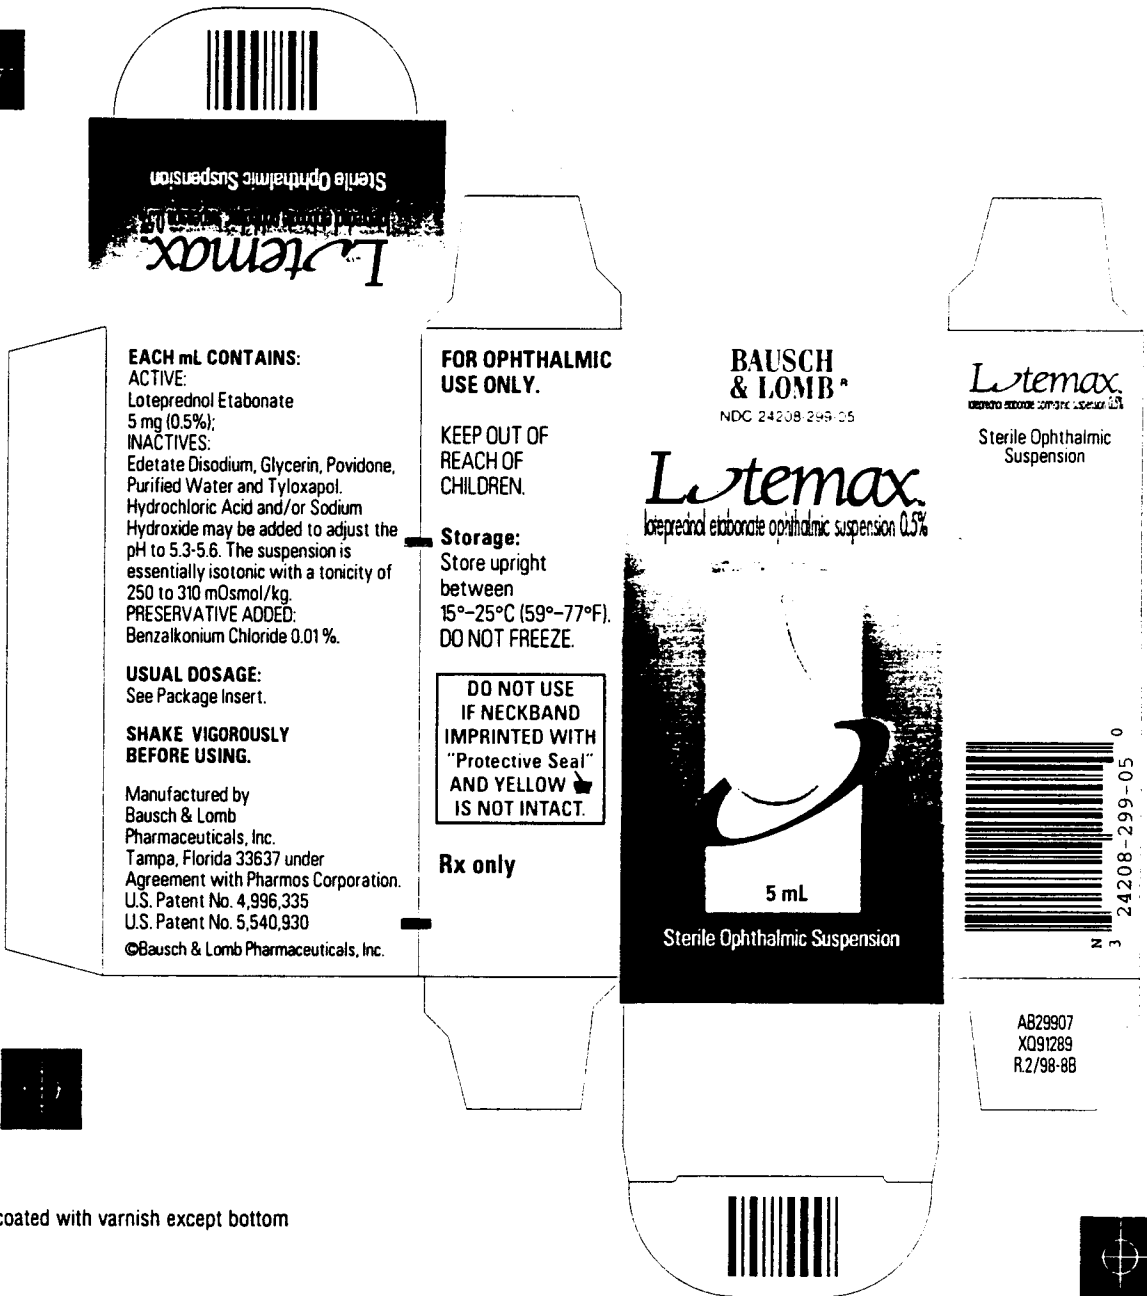 Sterile Ophthalmic Suspension
Lotemax
EACH mL CONTAINS:
ACTIVE:
Loteprednol Etabonate
5 mg (0.5%);
INACTIVES:
Edetate Disodium, Glycerin, Povidone,
Purified Water and Tyloxapol.
Hydrochloric Acid and/or Sodium
Hydroxide may be added to adjust the
pH to 5.3-5.6. The suspension is
essentially isotonic with a tonicity of
250 to 310 mOsmol/kg.
PRESERVATIVE ADDED:
Benzalkonium Chloride 0.01%.
USUAL DOSAGE:
See Package Insert.
SHAKE VIGOROUSLY
BEFORE USING.
Manufactured by
Bausch & Lomb
Pharmaceuticals, Inc.
Tampa, Florida 33637 under
Agreement with Pharmos Corporation.
U.S. Patent No. 4,996,335
U.S. Patent No. 5,540,930
©Bausch & Lomb Pharmaceuticals, Inc.
FOR OPHTHALMIC
USE ONLY.
KEEP OUT OF
REACH OF
CHILDREN.
Storage:
Store upright
between
15°–25°C (59°–77°F).
DO NOT FREEZE.
DO NOT USE
IF NECKBAND
IMPRINTED WITH
"Protective Seal"
AND YELLOW
IS NOT INTACT.
Rx only
BAUSCH
& LOMB®
NDC 24208-299-05
Lotemax™
loteprednol etabonate ophthalmic suspension 0.5%
5 mL
Sterile Ophthalmic Suspension
Lotemax™
loteprednol etabonate ophthalmic suspension 0.5%
Sterile Ophthalmic
Suspension
N 3 24208-299-05 0
AB29907
XQ91289
R.2/98-8B
coated with varnish except bottom